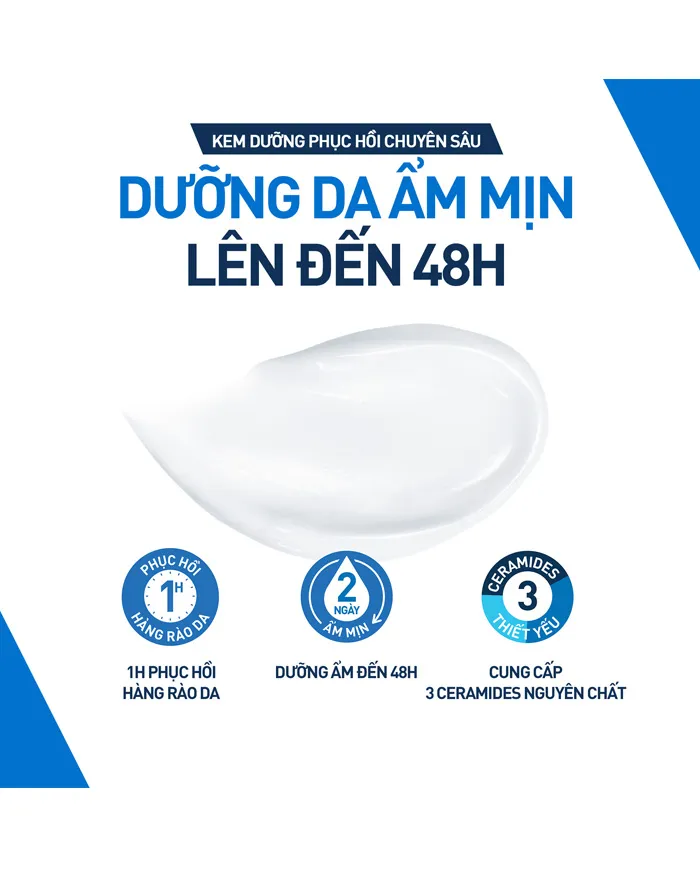 KEM DƯỠNG PHỤC HỒI CHUYÊN SÂU
DƯỠNG DA ẨM MỊN
LÊN ĐẾN 48H
PHỤC HỒI
1H
HÀNG RÀO DA
2
NGÀY
ẨM MỊN
CERAMIDES
3
THIẾT YẾU
1H PHỤC HỒI
HÀNG RÀO DA
DƯỠNG ẨM ĐẾN 48H
CUNG CẤP
3 CERAMIDES NGUYÊN CHẤT